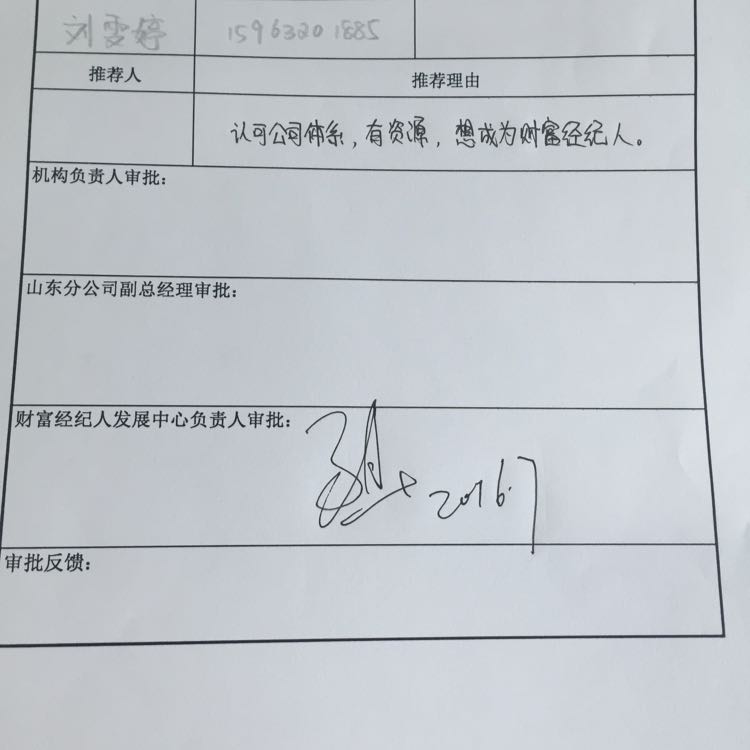 刘雯婷 15963201885
推荐人 推荐理由
认可公司体系，有资源，想成为财富经纪人。
机构负责人审批：
山东分公司副总经理审批：
财富经纪人发展中心负责人审批：
2016.7
审批反馈：